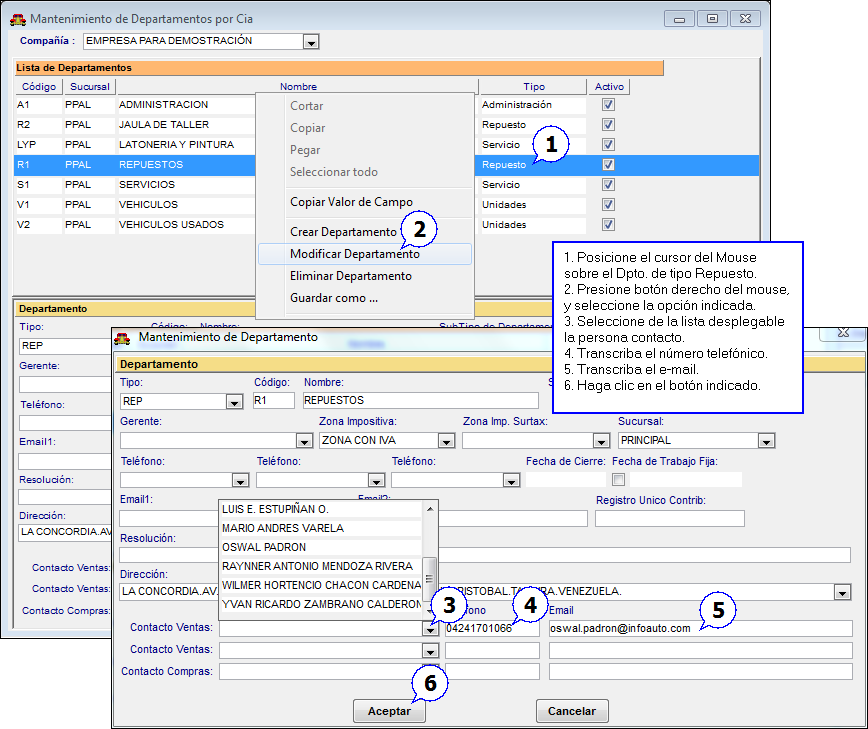 Mantenimiento de Departamentos por Cia
Compañía : EMPRESA PARA DEMOSTRACIÓN
Lista de Departamentos
Código Sucursal Nombre Tipo Activo
A1 PPAL ADMINISTRACION Administración
R2 PPAL JAULA DE TALLER Repuesto
LYP PPAL LATONERIA Y PINTURA Servicio
R1 PPAL REPUESTOS Repuesto
S1 PPAL SERVICIOS Servicio
V1 PPAL VEHICULOS Unidades
V2 PPAL VEHICULOS USADOS Unidades
Cortar
Copiar
Pegar
Seleccionar todo
Copiar Valor de Campo
Crear Departamento
Modificar Departamento
Eliminar Departamento
Guardar como ...
1
2
1. Posicione el cursor del Mouse
sobre el Dpto. de tipo Repuesto.
2. Presione botón derecho del mouse,
y seleccione la opción indicada.
3. Seleccione de la lista desplegable
la persona contacto.
4. Transcriba el número telefónico.
5. Transcriba el e-mail.
6. Haga clic en el botón indicado.
Departamento
Tipo:
REP
Gerente:
Teléfono:
Email1:
Resolución:
Dirección:
LA CONCORDIA.AV
Contacto Ventas:
Contacto Ventas:
Contacto Compras:
Mantenimiento de Departamento
Departamento
Tipo: Código: Nombre:
REP R1 REPUESTOS
Gerente: Zona Impositiva: Zona Imp. Surtax: Sucursal:
ZONA CON IVA PRINCIPAL
Teléfono: Teléfono: Teléfono: Fecha de Cierre: Fecha de Trabajo Fija:
Email1: Registro Unico Contrib:
Resolución:
Dirección:
LA CONCORDIA.AV.
LUIS E. ESTUPIÑAN O.
MARIO ANDRES VARELA
OSWAL PADRON
RAYNNER ANTONIO MENDOZA RIVERA
WILMER HORTENCIO CHACON CARDENA
YVAN RICARDO ZAMBRANO CALDERON
3
4
5
Email
Contacto Ventas: 04241701066 oswal.padron@infoauto.com
Contacto Ventas:
Contacto Compras:
6
Aceptar Cancelar